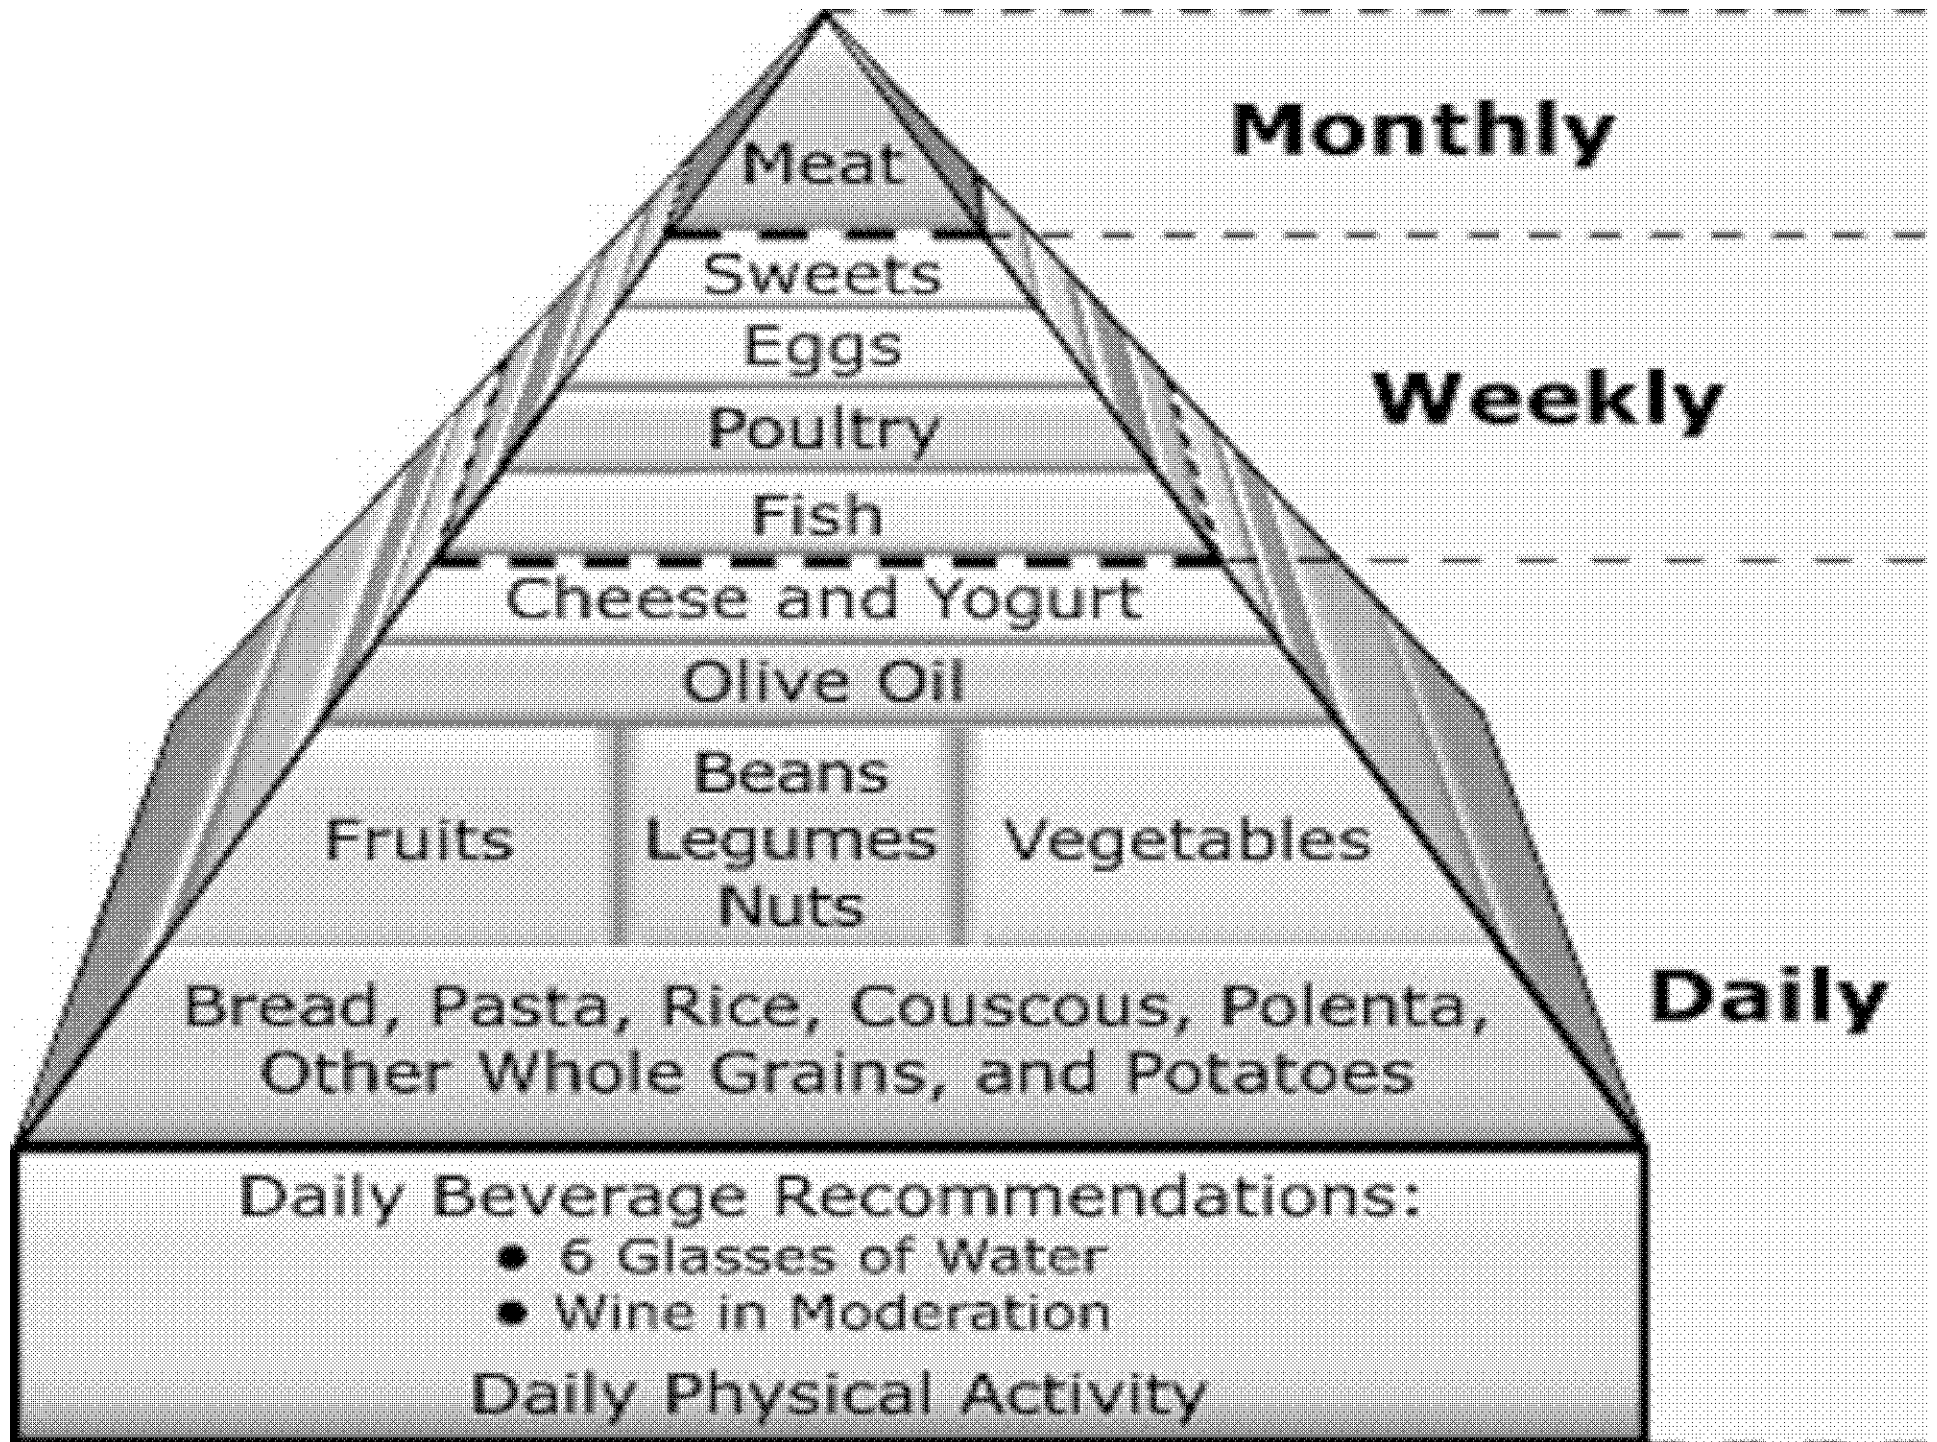 Monthly
Meat
Sweets
Eggs
Weekly
Poultry
Fish
Cheese and Yogurt
Olive Oil
Fruits
Beans
Legumes
Nuts
Vegetables
Daily
Bread, Pasta, Rice, Couscous, Polenta,
Other Whole Grains, and Potatoes
Daily Beverage Recommendations:
• 6 Glasses of Water
• Wine in Moderation
Daily Physical Activity